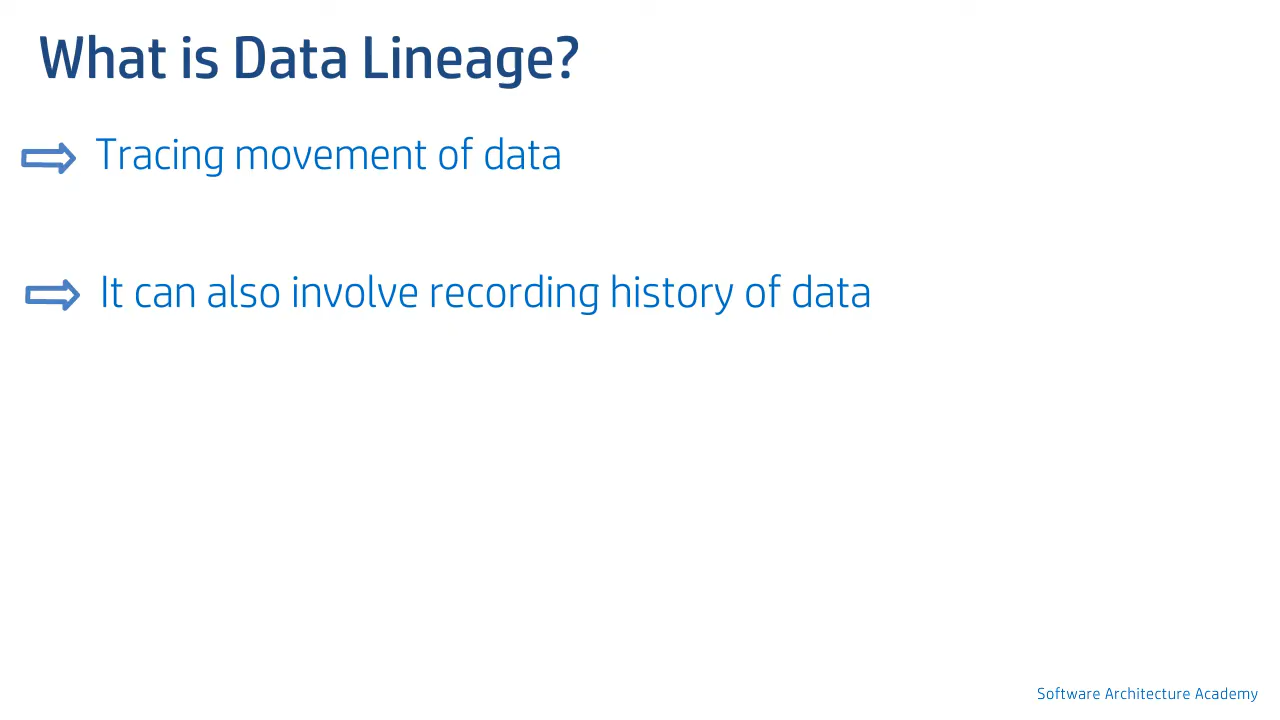 What is Data Lineage?
Tracing movement of data
It can also involve recording history of data
Software Architecture Academy